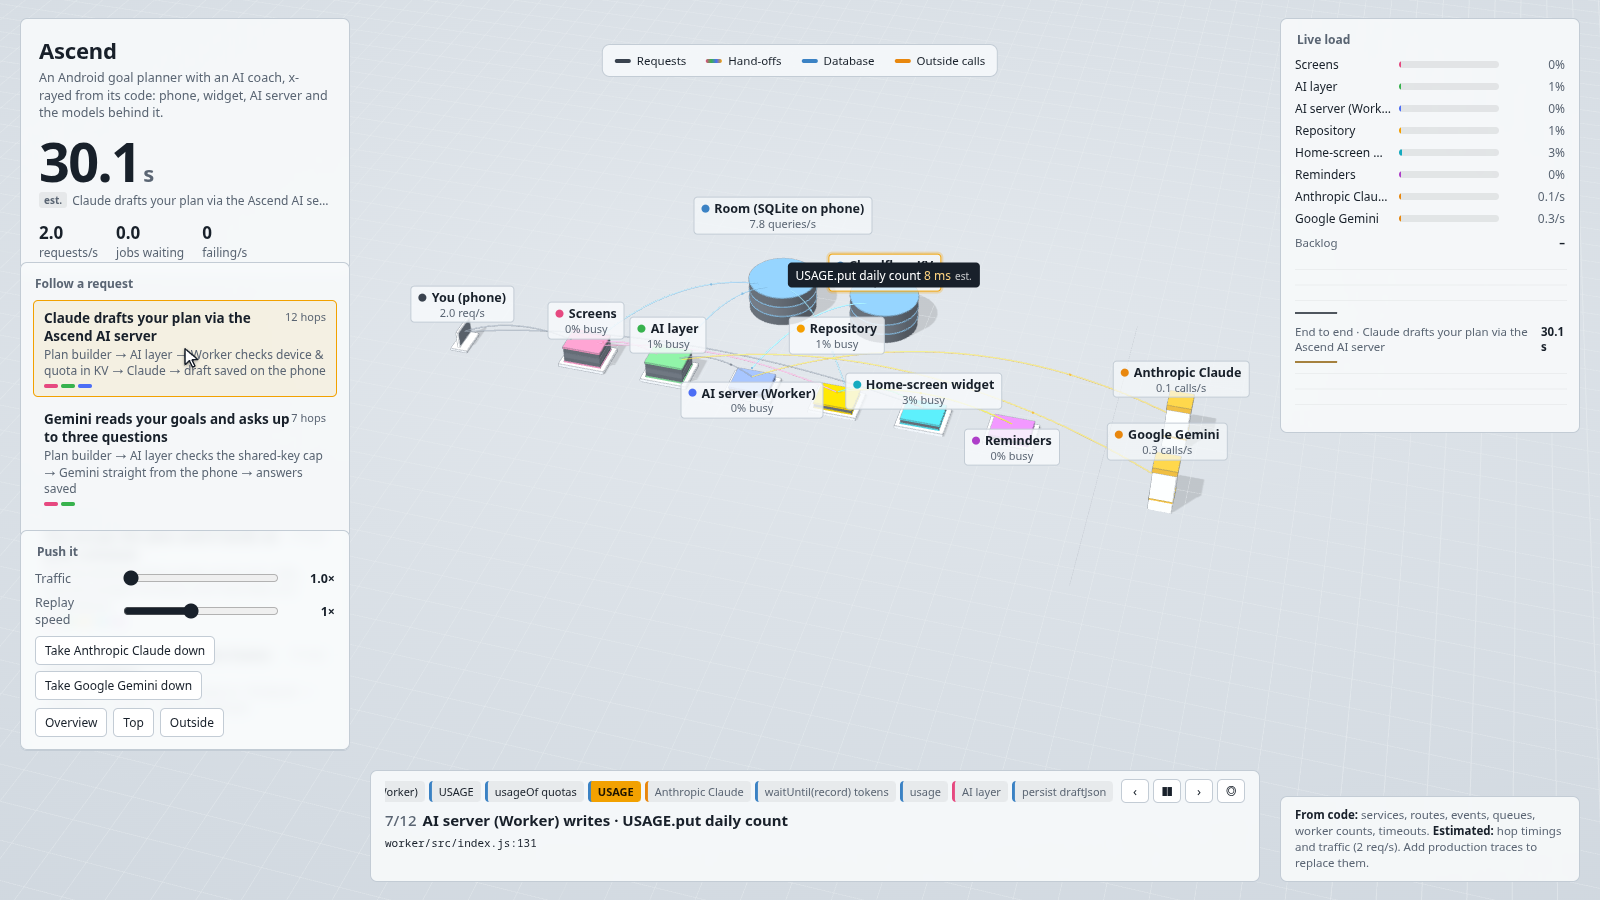 Ascend
An Android goal planner with an AI coach, x-
rayed from its code: phone, widget, AI server and
the models behind it.
30.1 s
est. Claude drafts your plan via the Ascend AI se...
2.0 0.0 0
requests/s jobs waiting failing/s
Follow a request
Claude drafts your plan via the 12 hops
Ascend AI server
Plan builder → AI layer → Worker checks device &
quota in KV → Claude → draft saved on the phone
Gemini reads your goals and asks up 7 hops
to three questions
Plan builder → AI layer checks the shared-key cap
→ Gemini straight from the phone → answers
saved
Push it
Traffic 1.0×
Replay
speed 1×
Take Anthropic Claude down
Take Google Gemini down
Overview Top Outside
Requests Hand-offs Database Outside calls
Room (SQLite on phone)
7.8 queries/s
USAGE.put daily count 8 ms est.
You (phone)
2.0 req/s
Screens
0% busy
AI layer
1% busy
Repository
1% busy
AI server (Worker)
0% busy
Home-screen widget
3% busy
Reminders
0% busy
Anthropic Claude
0.1 calls/s
Google Gemini
0.3 calls/s
Live load
Screens 0%
AI layer 1%
AI server (Work... 0%
Repository 1%
Home-screen ... 3%
Reminders 0%
Anthropic Clau... 0.1/s
Google Gemini 0.3/s
Backlog –
End to end · Claude drafts your plan via the 30.1
Ascend AI server s
orker) USAGE usageOf quotas USAGE Anthropic Claude waitUntil(record) tokens usage AI layer persist draftJson ‹ ›
7/12 AI server (Worker) writes · USAGE.put daily count
worker/src/index.js:131
From code: services, routes, events, queues,
worker counts, timeouts. Estimated: hop timings
and traffic (2 req/s). Add production traces to
replace them.